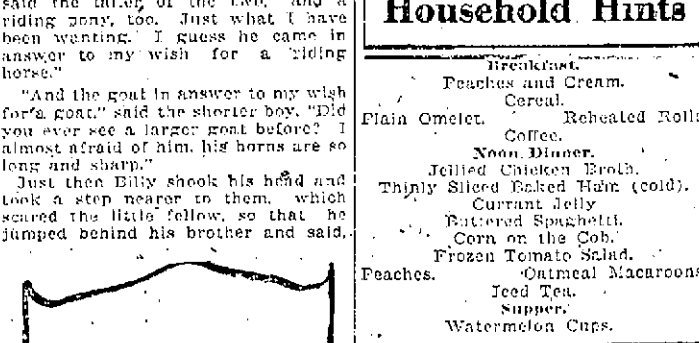 said the taller of the two, and a
riding pony, too. Just what I have
been wanting. I guess he came in
answer to my wish for a riding
horse."
"And the goat in answer to my wish
for a goat," said the shorter boy. "Did
you ever see a larger goat before? I
almost afraid of him, his horns are so
long and sharp."
Just then Billy shook his head and
took a step nearer to them, which
scared the little fellow, so that he
jumped behind his brother and said,
Household Hints
Breakfast.
Peaches and Cream.
Cereal.
Plain Omelet. Reheated Rolls
Coffee.
Noon Dinner.
Jellied Chicken Broth.
Thinly Sliced Baked Ham (cold).
Currant Jelly
Buttered Spaghetti.
Corn on the Cob.
Frozen Tomato Salad.
Peaches. Oatmeal Macaroons
Iced Tea.
Supper.
Watermelon Cups.